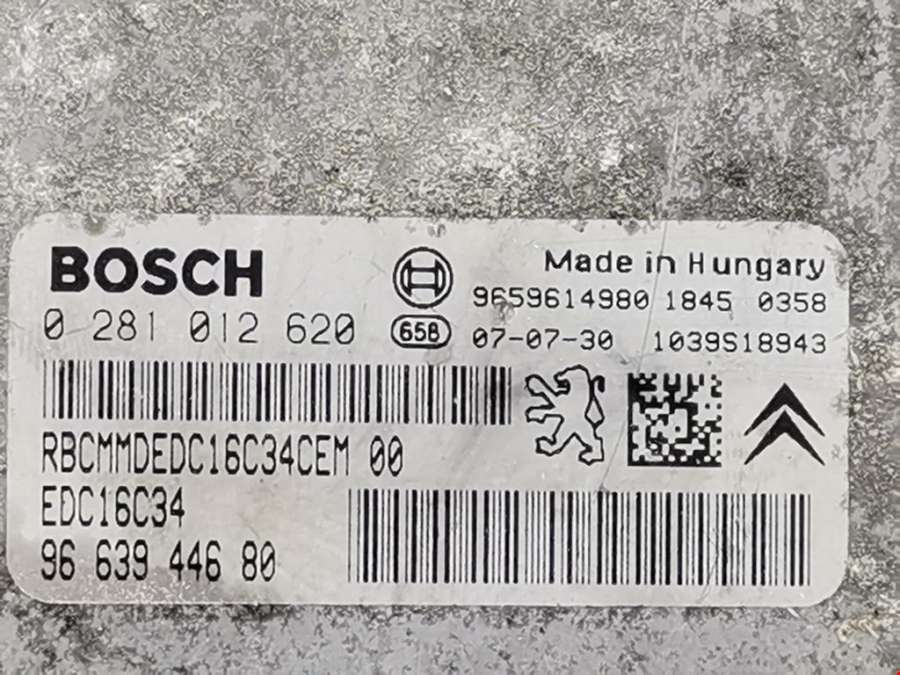 BOSCH
0 281 012 620
658
Made in Hungary
9659614980 1845 0358
07-07-30 1039S18943
RBCMMDEDC16C34CEM 00
EDC16C34
96 639 446 80